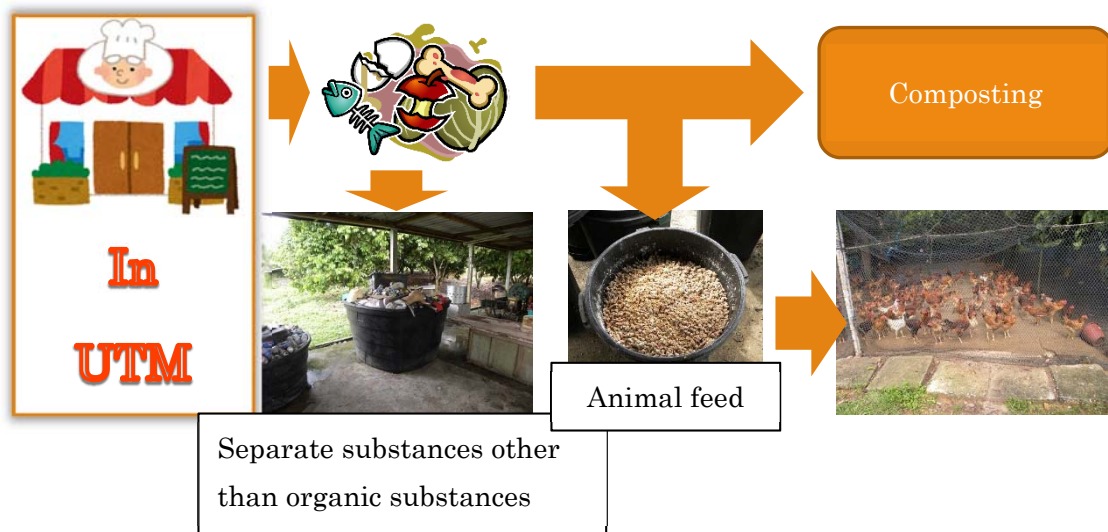 In
UTM
Composting
Animal feed
Separate substances other
than organic substances